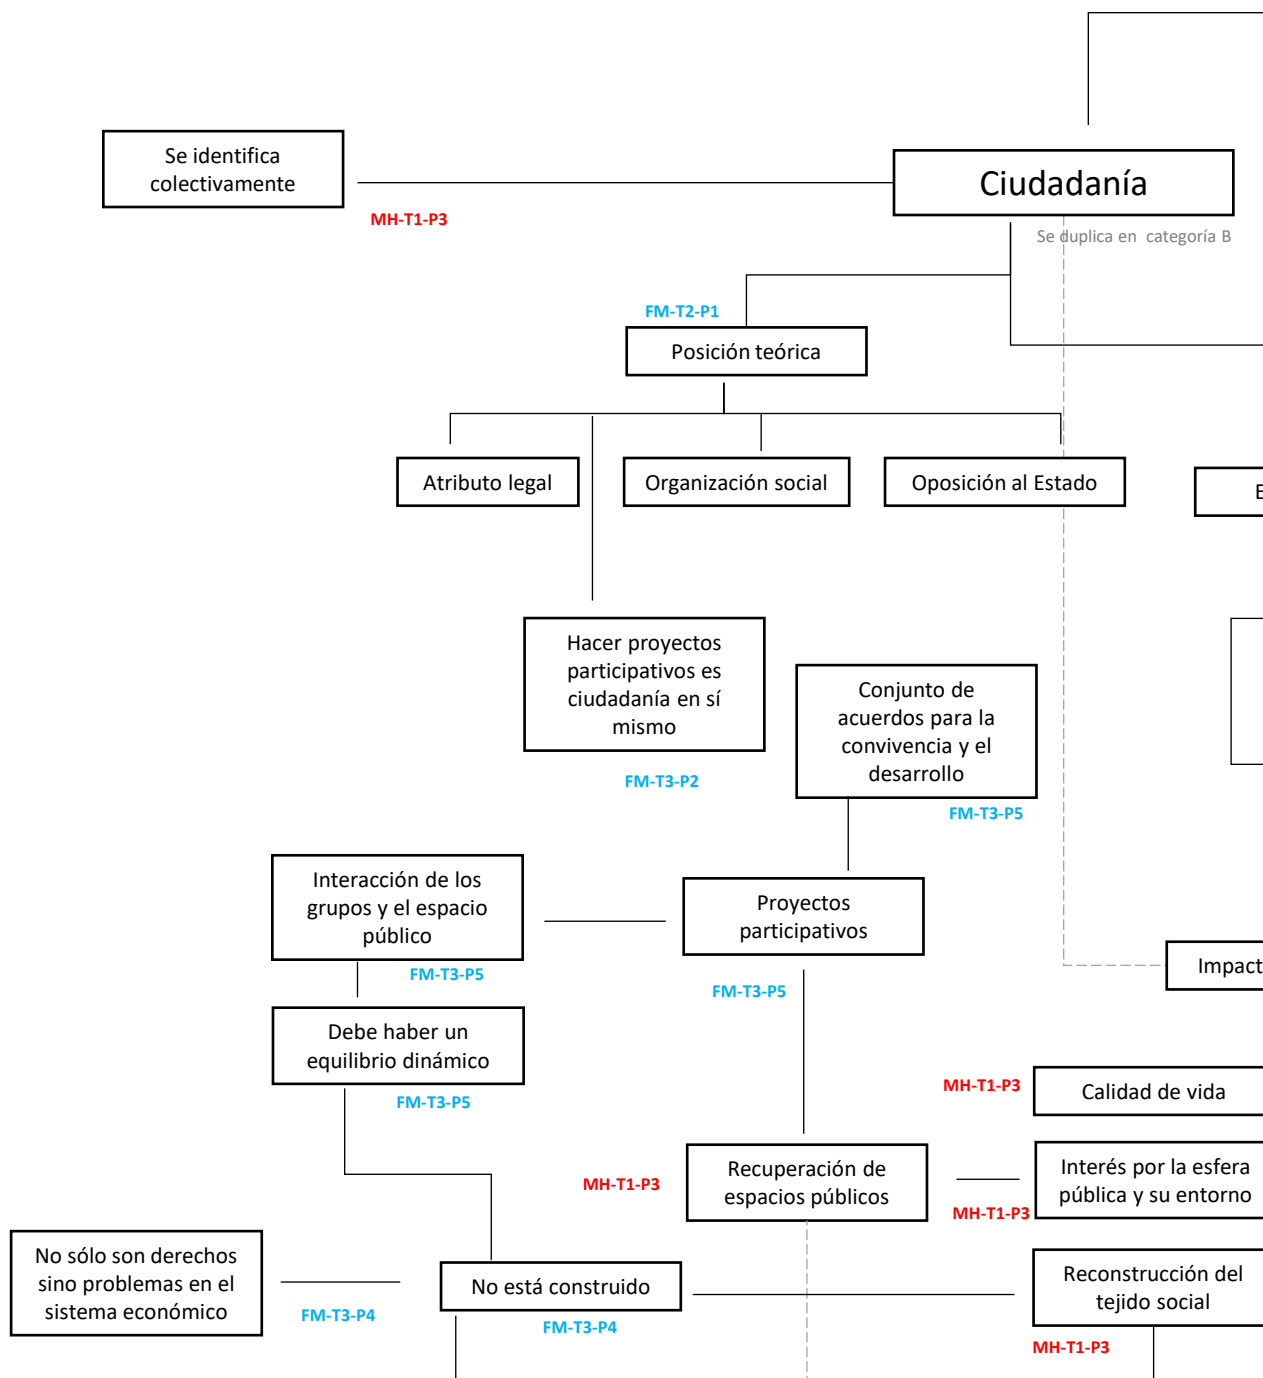 Se identifica
colectivamente
MH-T1-P3
Ciudadanía
Se duplica en categoría B
FM-T2-P1
Posición teórica
Atributo legal
Organización social
Oposición al Estado
E
Hacer proyectos
participativos es
ciudadanía en sí
mismo
FM-T3-P2
Conjunto de
acuerdos para la
convivencia y el
desarrollo
FM-T3-P5
Interacción de los
grupos y el espacio
público
FM-T3-P5
Proyectos
participativos
FM-T3-P5
Impact
Debe haber un
equilibrio dinámico
FM-T3-P5
MH-T1-P3
Calidad de vida
MH-T1-P3
Recuperación de
espacios públicos
MH-T1-P3
Interés por la esfera
pública y su entorno
No sólo son derechos
sino problemas en el
sistema económico
FM-T3-P4
No está construido
FM-T3-P4
Reconstrucción del
tejido social
MH-T1-P3